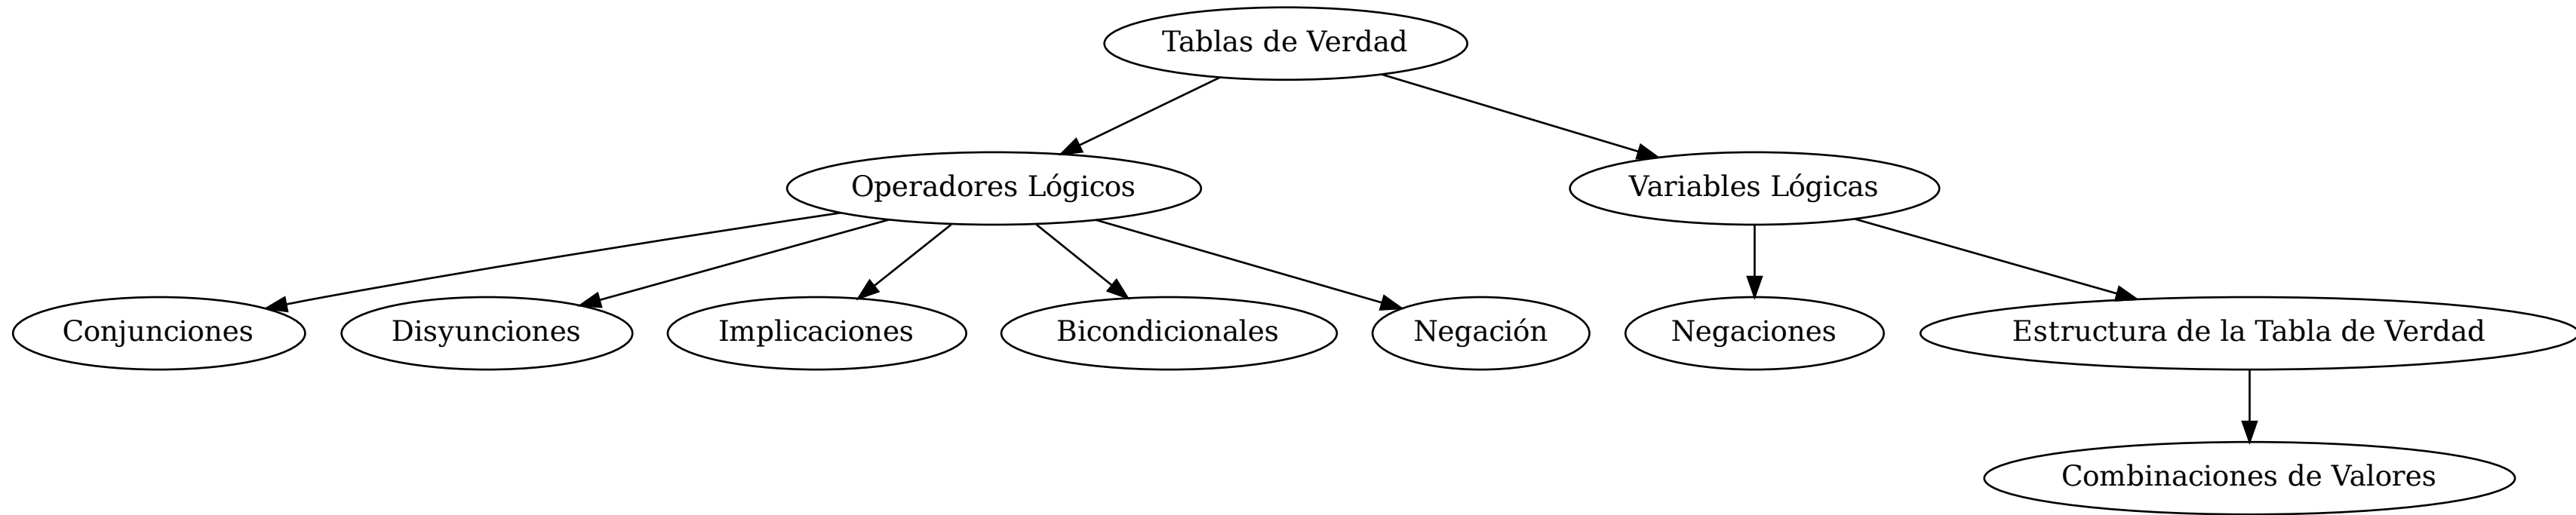 Tablas de Verdad
Operadores Lógicos
Variables Lógicas
Conjunciones
Disyunciones
Implicaciones
Bicondicionales
Negación
Negaciones
Estructura de la Tabla de Verdad
Combinaciones de Valores